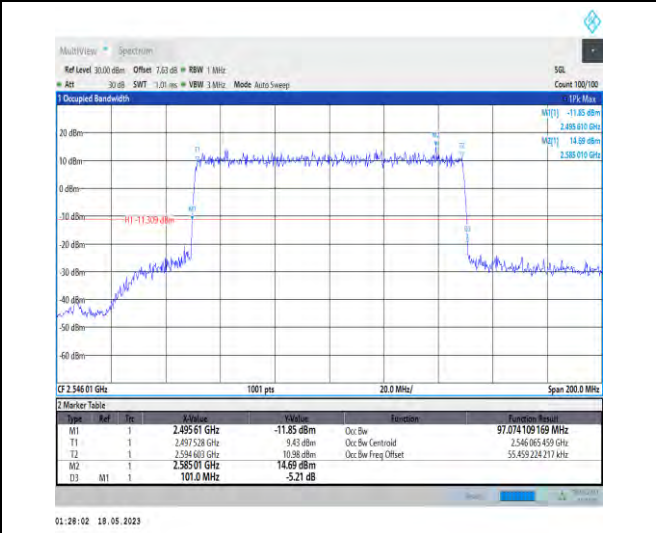 MultiView Spectrum
Ref Level 30.00 dBm Offset 7.63 dB RBW 1 MHz SGL
Att 30 dB SWT 1.01 ms VBW 3 MHz Mode Auto Sweep Count 100/100
1 Occupied Bandwidth 1Pk Max
M1[1] -11.85 dBm
2.495 610 GHz
M2[1] 14.69 dBm
2.585 010 GHz
20 dBm
10 dBm
0 dBm
-10 dBm
H1 -11.309 dBm
M1
-20 dBm
-30 dBm
-40 dBm
-50 dBm
-60 dBm
CF 2.546 01 GHz 1001 pts 20.0 MHz/ Span 200.0 MHz
2 Marker Table
Type Ref Trc X-Value Y-Value Function Function Result
M1 1 2.495 61 GHz -11.85 dBm Occ Bw 97.074 109 169 MHz
T1 1 2.497 528 GHz 9.43 dBm Occ Bw Centroid 2.546 065 459 GHz
T2 1 2.594 603 GHz 10.98 dBm Occ Bw Freq Offset 55.459 224 217 kHz
M2 1 2.585 01 GHz 14.69 dBm
D3 M1 1 101.0 MHz -5.21 dB
01:28:02 18.05.2023